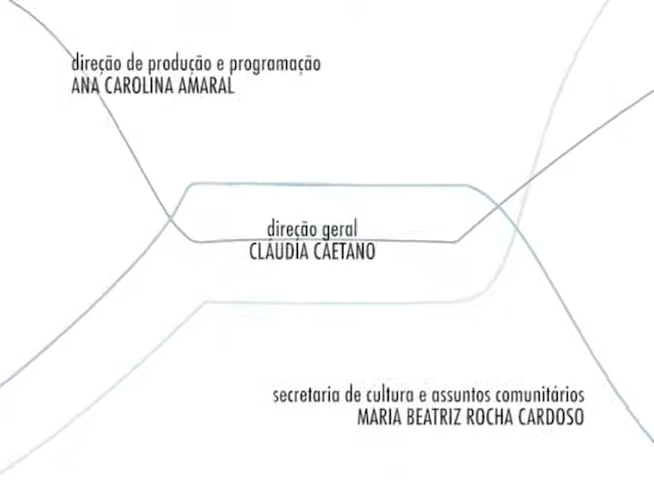 direção de produção e programação
ANA CAROLINA AMARAL
direção geral
CLÁUDIA CAETANO
secretaria de cultura e assuntos comunitários
MARIA BEATRIZ ROCHA CARDOSO